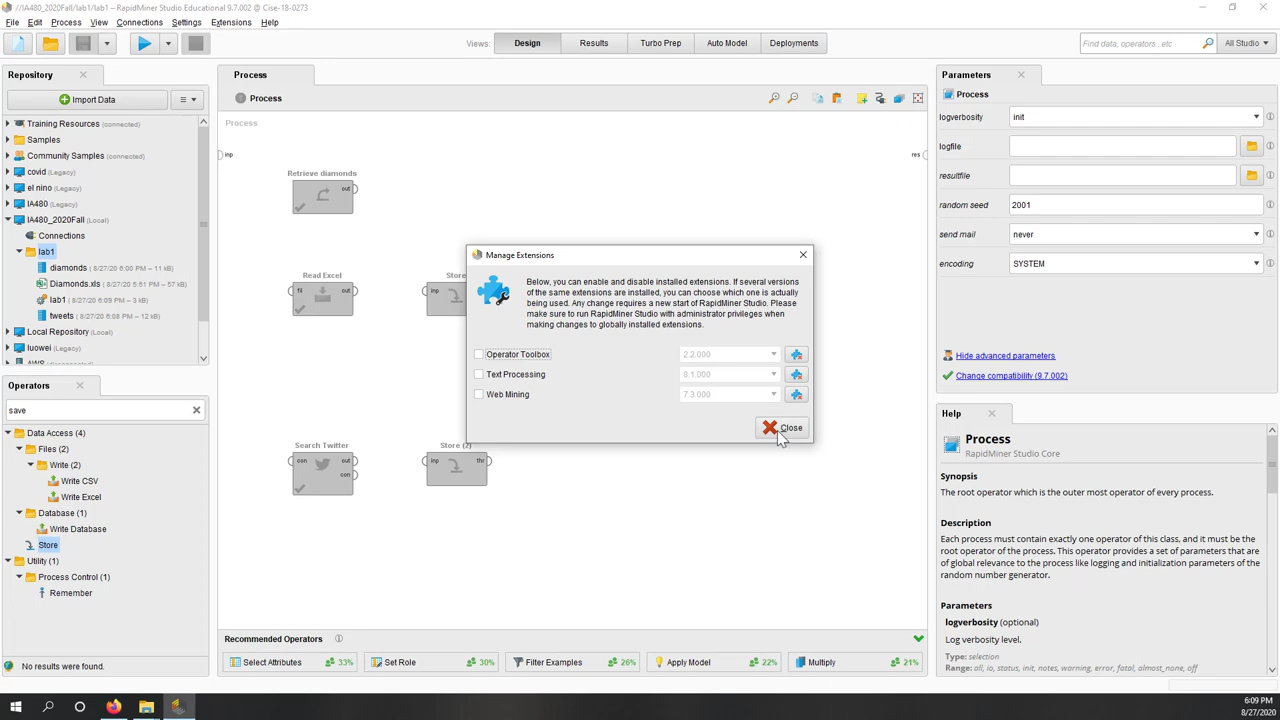 //IA480_2020Fall/lab1/lab1 – RapidMiner Studio Educational 9.7.002 @ Cise-18-0273
File Edit Process View Connections Settings Extensions Help
Views: Design Results Turbo Prep Auto Model Deployments
Find data, operators...etc All Studio
Repository
Import Data
Training Resources (connected)
Samples
Community Samples (connected)
covid (Legacy)
el nino (Legacy)
IA480 (Legacy)
IA480_2020Fall (Local)
Connections
lab1
diamonds (8/27/20 6:00 PM – 11 kB)
Diamonds.xls (8/27/20 5:51 PM – 57 kB)
lab1 (8/27/20 6:09 PM – 3 kB)
tweets (8/27/20 6:08 PM – 12 kB)
Local Repository (Local)
luowei (Legacy)
Operators
save
Data Access (4)
Files (2)
Write (2)
Write CSV
Write Excel
Database (1)
Write Database
Store
Utility (1)
Process Control (1)
Remember
No results were found.
Process
Process
Process
inp
res
Retrieve diamonds
out
Read Excel
fil out
Store
inp
Search Twitter
con out
con
Store (2)
inp thr
Manage Extensions
Below, you can enable and disable installed extensions. If several versions
of the same extensions are installed, you can choose which one is actually
being used. Any change requires a new start of RapidMiner Studio. Please
make sure to run RapidMiner Studio with administrator privileges when
making changes to globally installed extensions.
Operator Toolbox 2.2.000
Text Processing 8.1.000
Web Mining 7.3.000
Close
Recommended Operators
Select Attributes 33% Set Role 30% Filter Examples 26% Apply Model 22% Multiply 21%
Parameters
Process
logverbosity init
logfile
resultfile
random seed 2001
send mail never
encoding SYSTEM
Hide advanced parameters
Change compatibility (9.7.002)
Help
Process
RapidMiner Studio Core
Synopsis
The root operator which is the outer most operator of every process.
Description
Each process must contain exactly one operator of this class, and it must be the
root operator of the process. This operator provides a set of parameters that are
of global relevance to the process like logging and initialization parameters of the
random number generator.
Parameters
logverbosity (optional)
Log verbosity level.
Type: selection
Range: all, io, status, init, notes, warning, error, fatal, almost_none, off
6:09 PM
8/27/2020